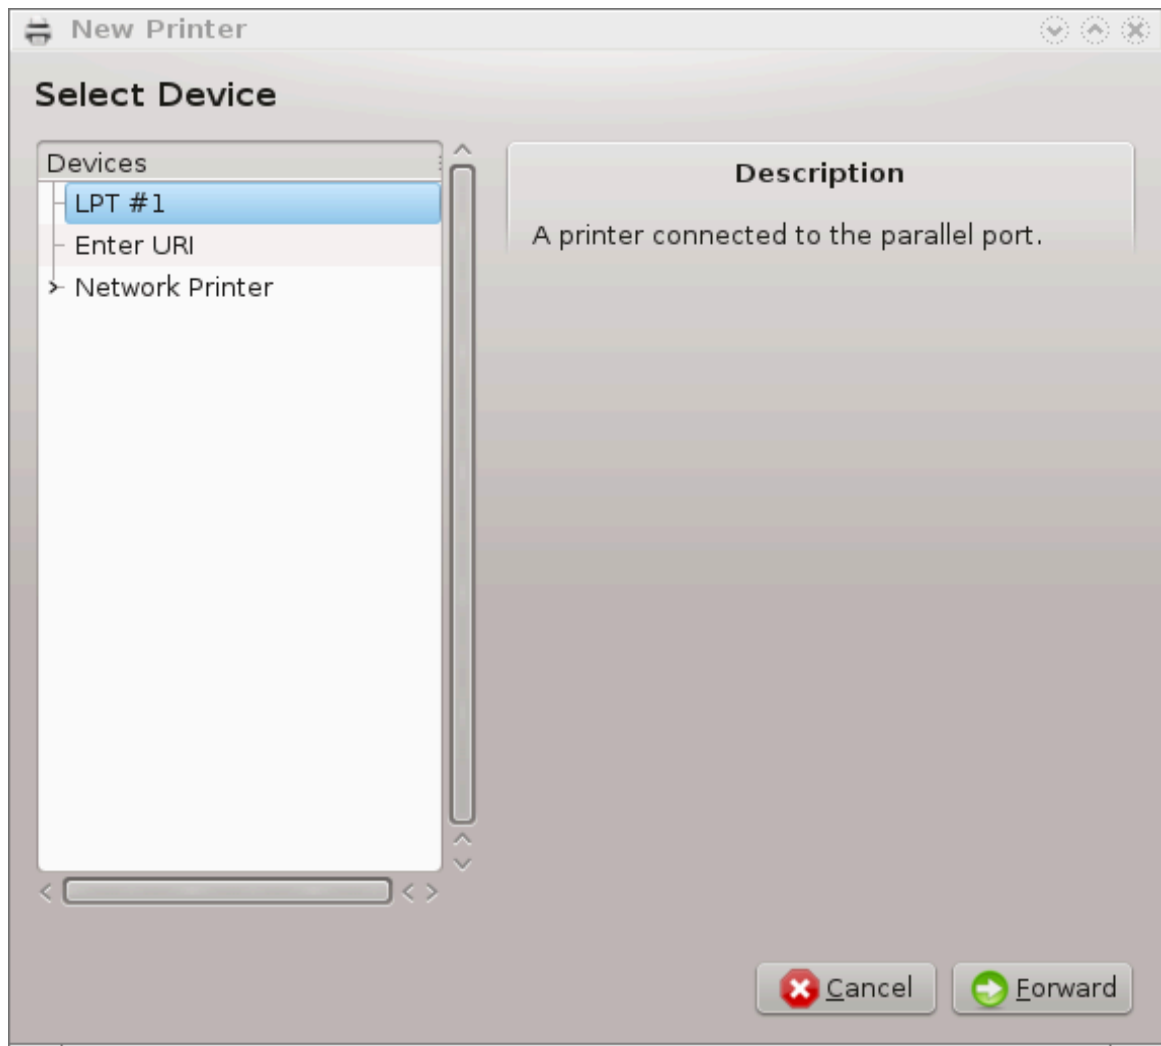 New Printer
Select Device
Devices
LPT #1
Enter URI
Network Printer
Description
A printer connected to the parallel port.
Cancel
Forward